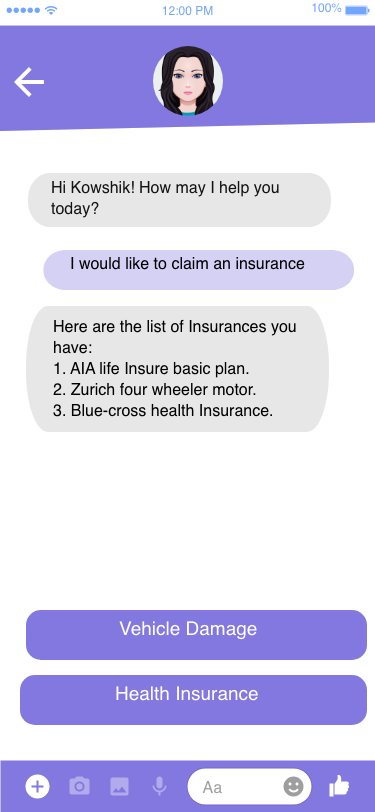 12:00 PM
100%
Hi Kowshik! How may I help you
today?
I would like to claim an insurance
Here are the list of Insurances you
have:
1. AIA life Insure basic plan.
2. Zurich four wheeler motor.
3. Blue-cross health Insurance.
Vehicle Damage
Health Insurance
Aa